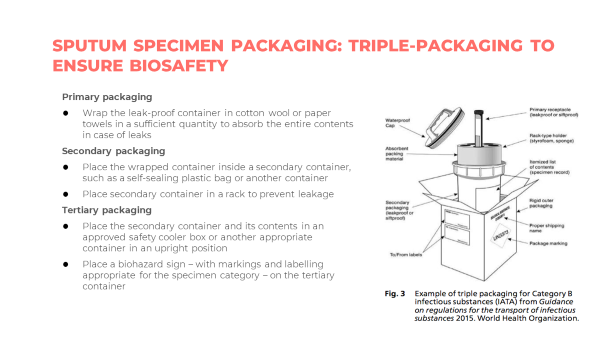 SPUTUM SPECIMEN PACKAGING: TRIPLE-PACKAGING TO
ENSURE BIOSAFETY
Primary packaging
● Wrap the leak-proof container in cotton wool or paper
towels in a sufficient quantity to absorb the entire contents
in case of leaks
Secondary packaging
● Place the wrapped container inside a secondary container,
such as a self-sealing plastic bag or another container
● Place secondary container in a rack to prevent leakage
Tertiary packaging
● Place the secondary container and its contents in an
approved safety cooler box or another appropriate
container in an upright position
● Place a biohazard sign – with markings and labelling
appropriate for the specimen category – on the tertiary
container
Waterproof
Cap
Absorbent
packing
material
Secondary
packaging
(leakproof or
siftproof)
To/From labels
Primary receptacle
(leakproof or siftproof)
Rack-type holder
(styrofoam, sponge)
Itemized list
of contents
(specimen record)
Rigid outer
packaging
Proper shipping
name
Package marking
UN3373
Fig. 3 Example of triple packaging for Category B
infectious substances (IATA) from Guidance
on regulations for the transport of infectious
substances 2015. World Health Organization.